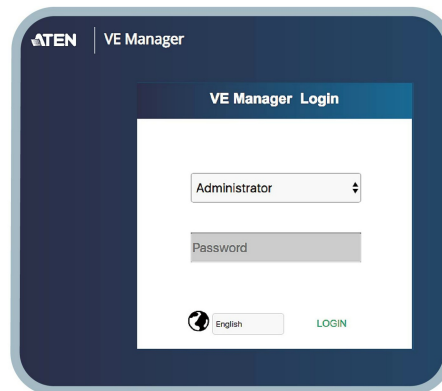 ATEN VE Manager
VE Manager Login
Administrator
Password
English LOGIN